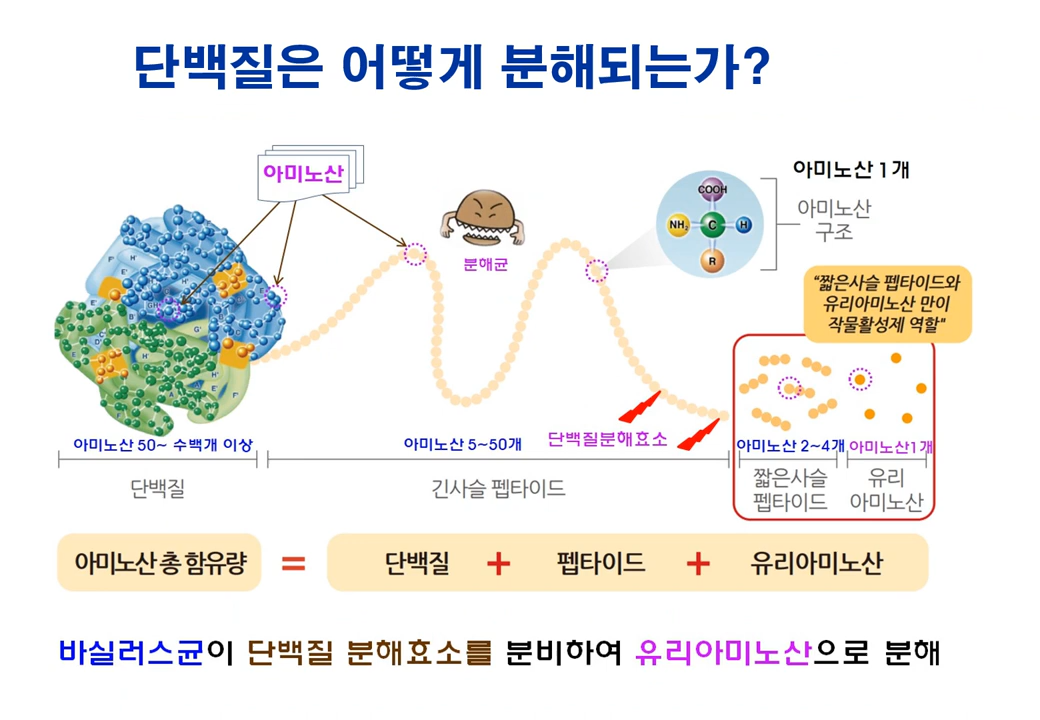 단백질은 어떻게 분해되는가?
아미노산
분해균
COOH
NH₂
C
H
R
아미노산 1개
아미노산
구조
"짧은사슬 펩타이드와
유리아미노산 만이
작물활성제 역할"
단백질분해효소
아미노산 50~ 수백개 이상
아미노산 5~50개
아미노산 2~4개
아미노산1개
단백질
긴사슬 펩타이드
짧은사슬
펩타이드
유리
아미노산
아미노산 총 함유량 = 단백질 + 펩타이드 + 유리아미노산
바실러스균이 단백질 분해효소를 분비하여 유리아미노산으로 분해